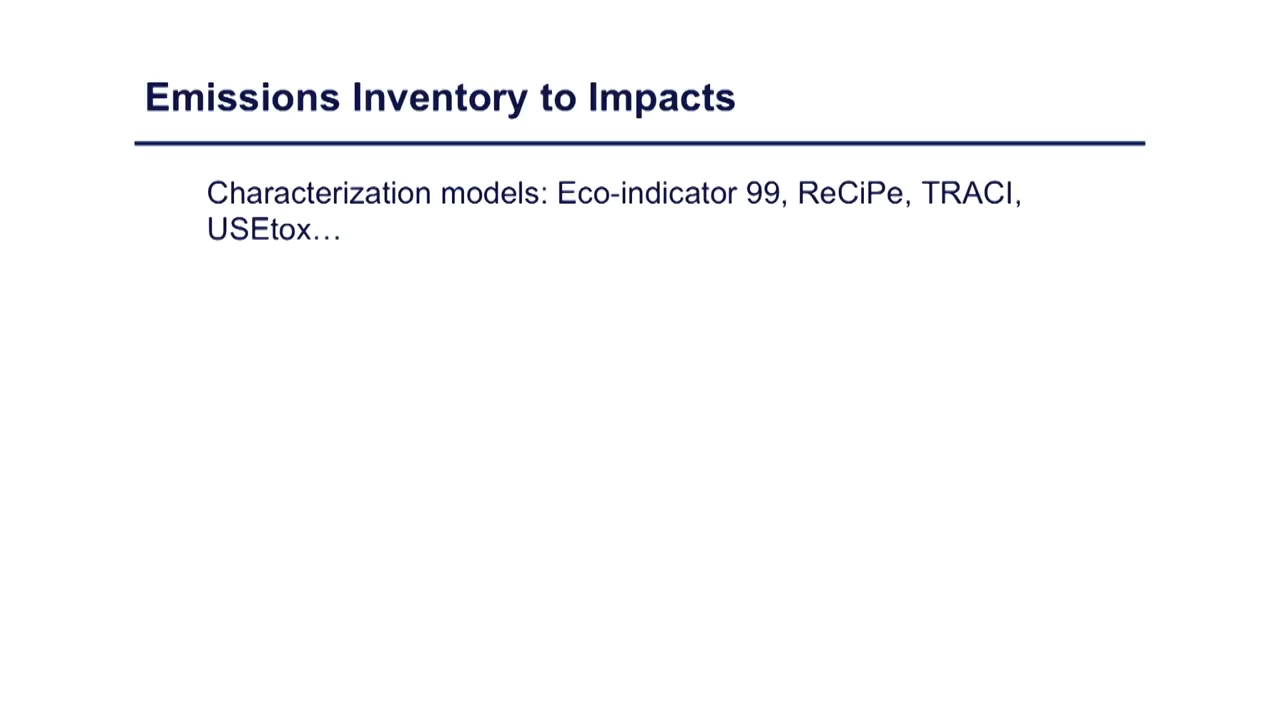 Emissions Inventory to Impacts
Characterization models: Eco-indicator 99, ReCiPe, TRACI,
USEtox…